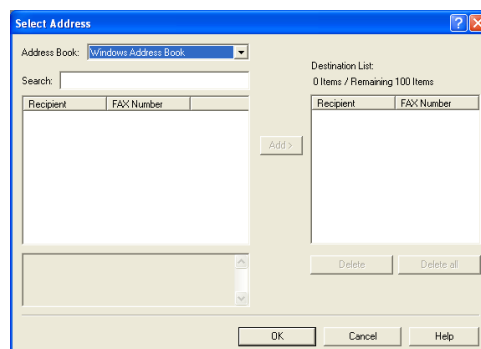 Select Address
Address Book: Windows Address Book
Search:
Recipient FAX Number
Add >
Destination List:
0 Items / Remaining 100 Items
Recipient FAX Number
Delete Delete all
OK Cancel Help